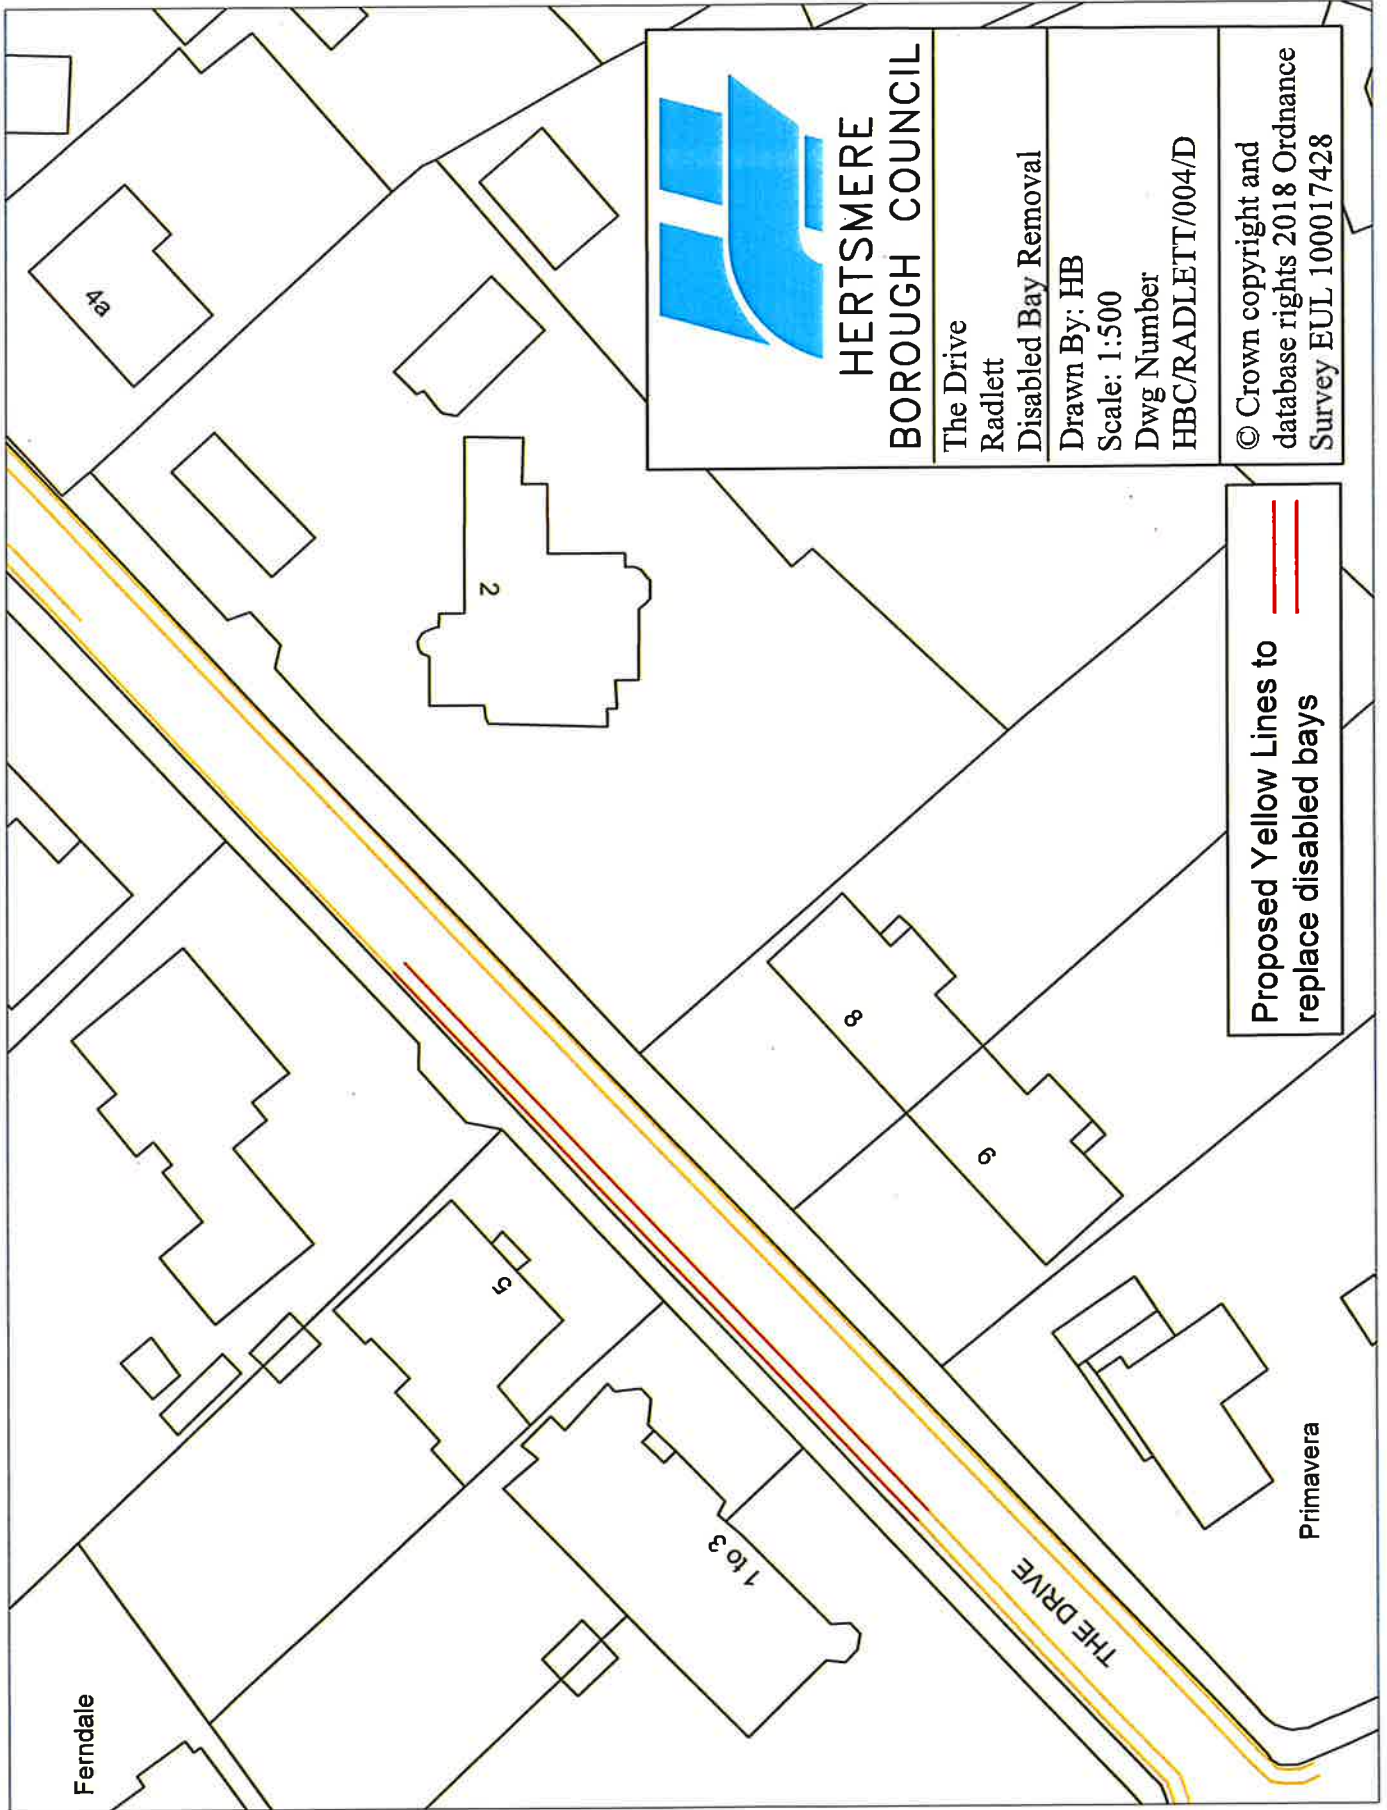 HERTSMERE
BOROUGH COUNCIL
The Drive
Radlett
Disabled Bay Removal
Drawn By: HB
Scale: 1:500
Dwg Number
HBC/RADLETT/004/D
© Crown copyright and
database rights 2018 Ordnance
Survey EUL 100017428
Proposed Yellow Lines to
replace disabled bays
4a
2
8
9
5
1 to 3
THE DRIVE
Primavera
Ferndale